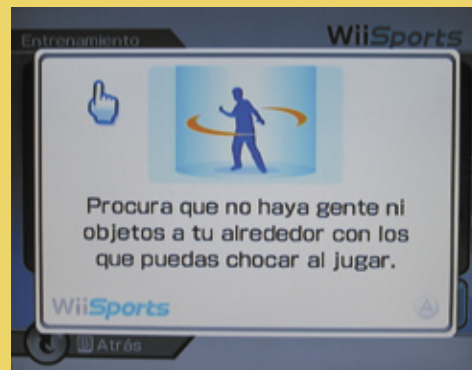 Entrenamiento
WiiSports
Procura que no haya gente ni
objetos a tu alrededor con los
que puedas chocar al jugar.
WiiSports
A
B Atrás